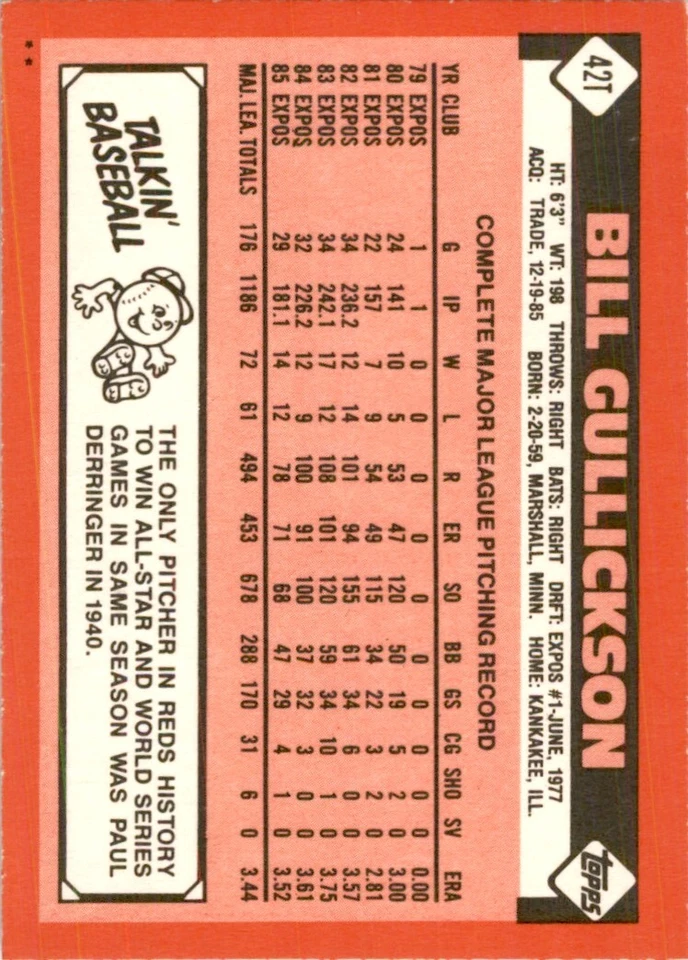 42T
BILL GULLICKSON
topps
HT: 6'3" WT: 198 THROWS: RIGHT BATS: RIGHT DRFT: EXPOS #1-JUNE, 1977
ACQ: TRADE, 12-19-85 BORN: 2-20-59, MARSHALL, MINN. HOME: KANKAKEE, ILL.
COMPLETE MAJOR LEAGUE PITCHING RECORD
YR CLUB G IP W L R ER SO BB GS CG SHO SV ERA
79 EXPOS 1 1 0 0 0 0 0 0 0 0 0 0 0.00
80 EXPOS 24 141 10 5 53 47 120 50 19 5 2 0 3.00
81 EXPOS 22 157 7 9 54 49 115 34 22 3 2 0 2.81
82 EXPOS 34 236.2 12 14 101 94 155 61 34 6 0 0 3.57
83 EXPOS 34 242.1 17 12 108 101 120 59 34 10 1 0 3.75
84 EXPOS 32 226.2 12 9 100 91 100 37 32 3 0 0 3.61
85 EXPOS 29 181.1 14 12 78 71 68 47 29 4 1 0 3.52
MAJ. LEA. TOTALS 176 1186 72 61 494 453 678 288 170 31 6 0 3.44
TALKIN'
BASEBALL
THE ONLY PITCHER IN REDS HISTORY
TO WIN ALL-STAR AND WORLD SERIES
GAMES IN SAME SEASON WAS PAUL
DERRINGER IN 1940.
**